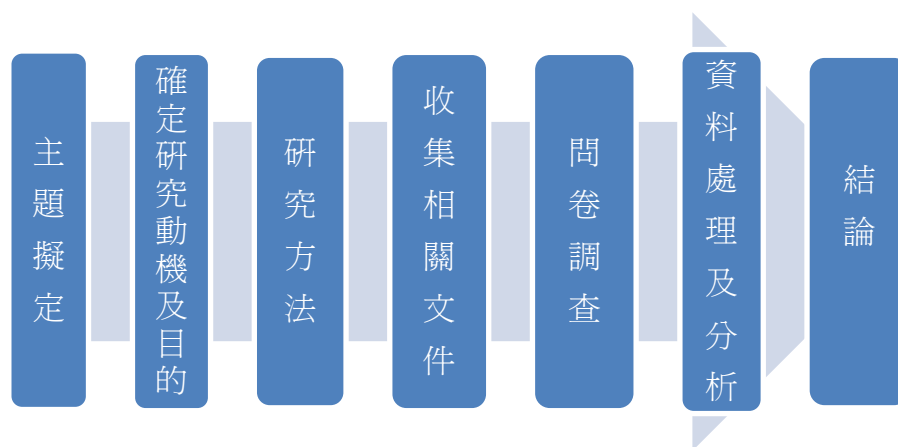 主題擬定
確定研究動機及目的
研究方法
收集相關文件
問卷調查
資料處理及分析
結論